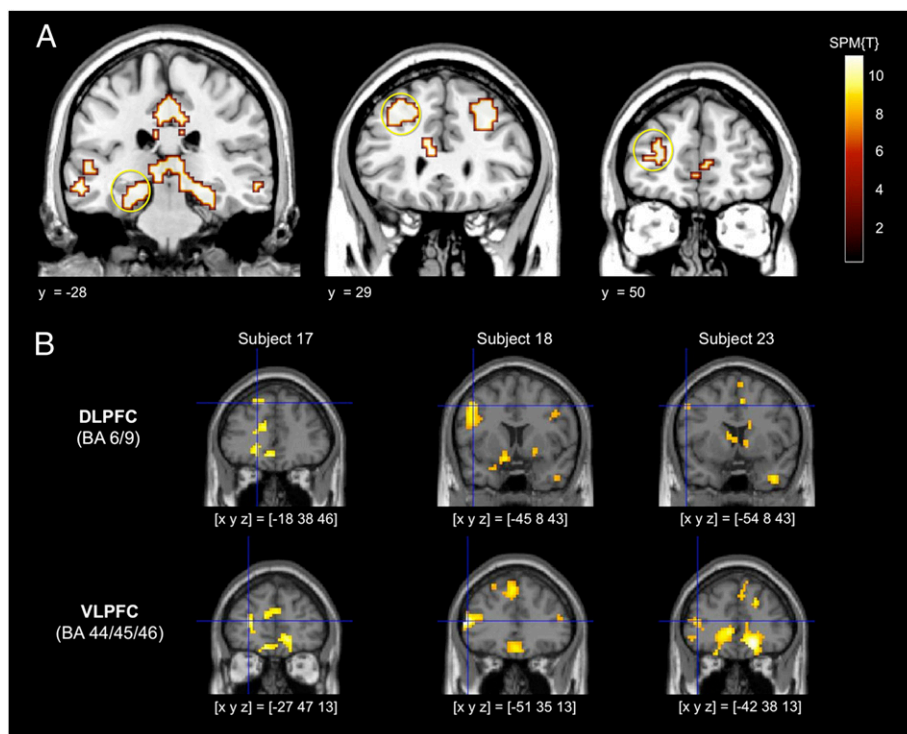 A
SPM{T}
10
8
6
4
2
y = -28
y = 29
y = 50
B
Subject 17
Subject 18
Subject 23
DLPFC
(BA 6/9)
[x y z] = [-18 38 46]
[x y z] = [-45 8 43]
[x y z] = [-54 8 43]
VLPFC
(BA 44/45/46)
[x y z] = [-27 47 13]
[x y z] = [-51 35 13]
[x y z] = [-42 38 13]